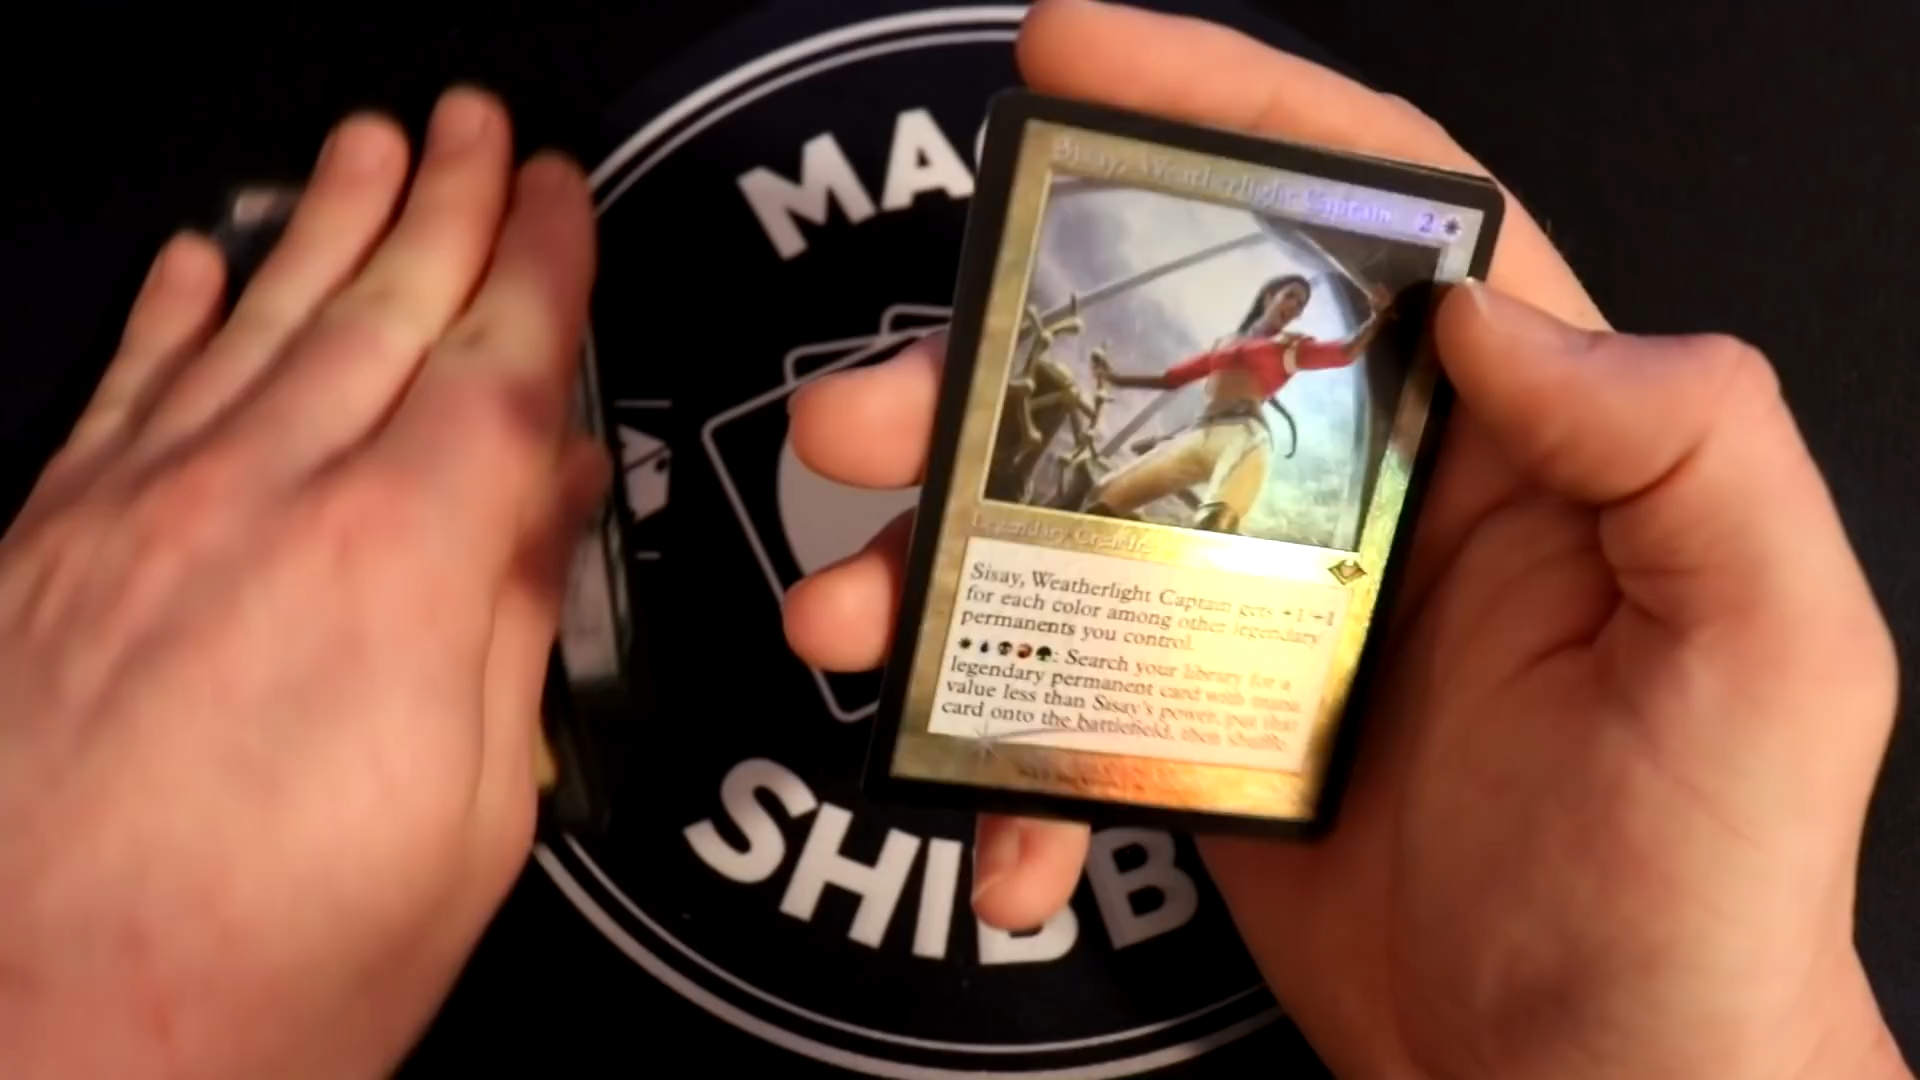 MA
Sisay, Weatherlight Captain 2
Legendary Creature
Sisay, Weatherlight Captain gets +1/+1
for each color among other legendary
permanents you control.
: Search your library for a
legendary permanent card with mana
value less than Sisay's power, put that
card onto the battlefield, then shuffle.
SHIBB